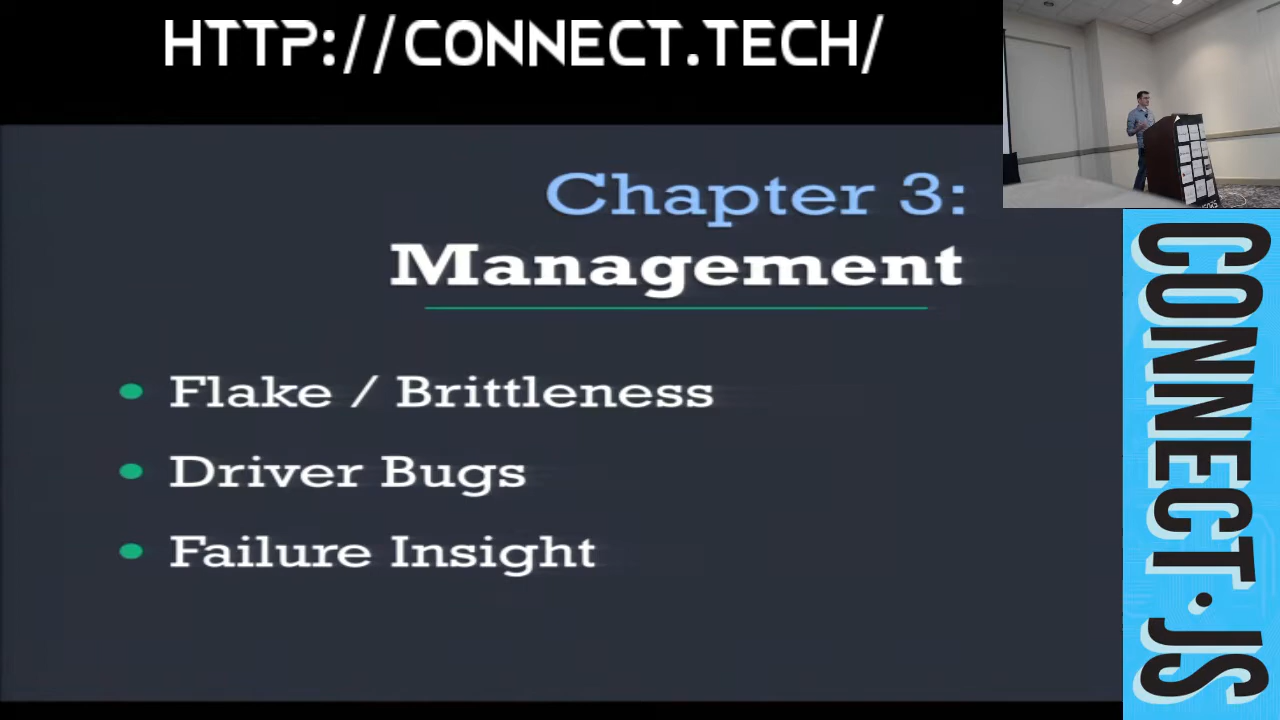 HTTP://CONNECT.TECH/
Chapter 3:
Management
Flake / Brittleness
Driver Bugs
Failure Insight
CONNECT.JS